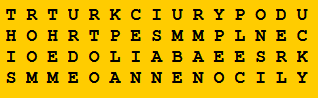 T R T U R K C I U R Y P O D U
H O H R T P E S M M P L N E C
I O E D O L I A B A E E S R K
S M M E O A N N E N O C I L Y